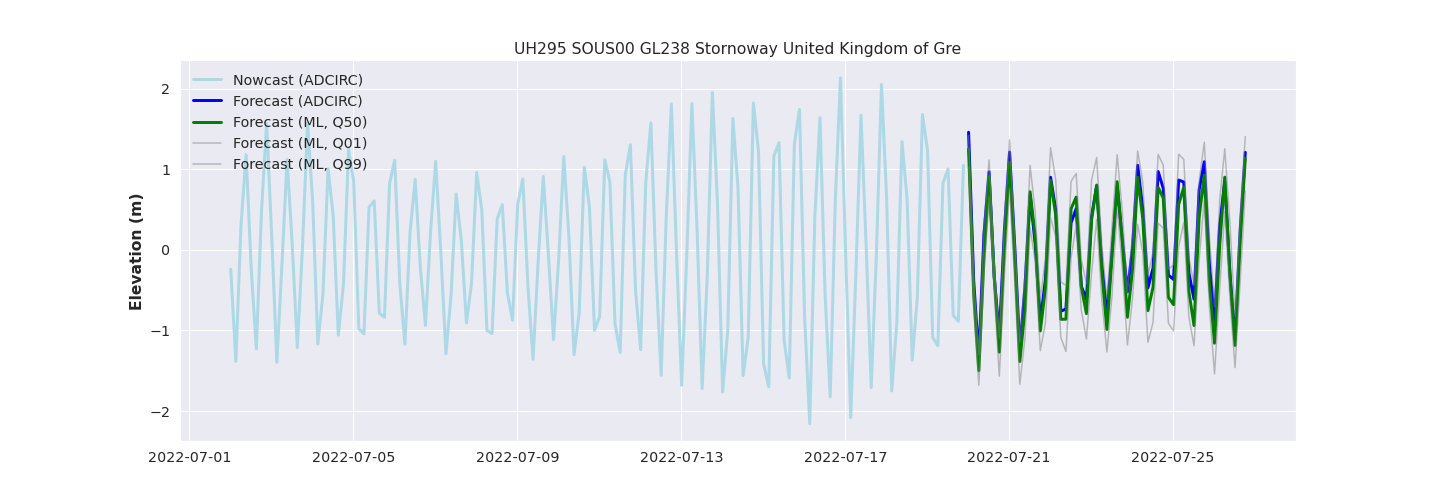 UH295 SOUS00 GL238 Stornoway United Kingdom of Gre
Nowcast (ADCIRC)
Forecast (ADCIRC)
Forecast (ML, Q50)
Forecast (ML, Q01)
Forecast (ML, Q99)
Elevation (m)
2
1
0
−1
−2
2022-07-01
2022-07-05
2022-07-09
2022-07-13
2022-07-17
2022-07-21
2022-07-25